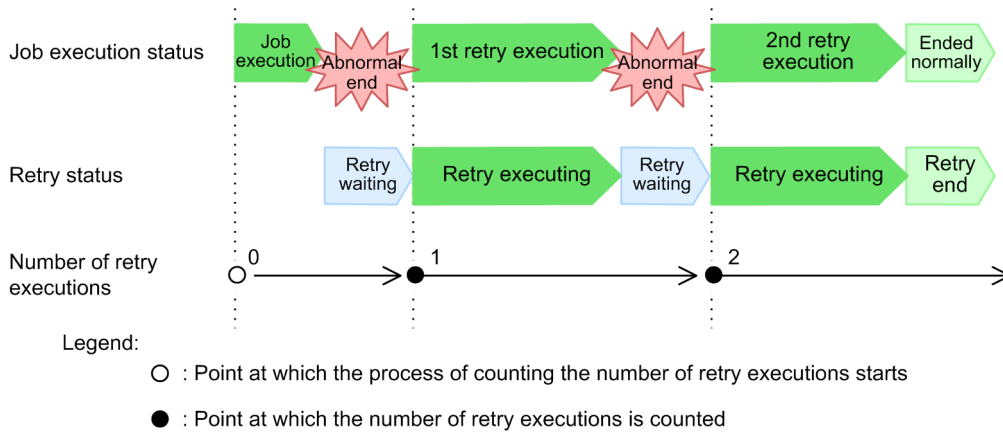 Job execution status
Job
execution
Abnormal
end
1st retry execution
Abnormal
end
2nd retry
execution
Ended
normally
Retry status
Retry
waiting
Retry executing
Retry
waiting
Retry executing
Retry
end
Number of retry
executions
0
1
2
Legend:
: Point at which the process of counting the number of retry executions starts
: Point at which the number of retry executions is counted